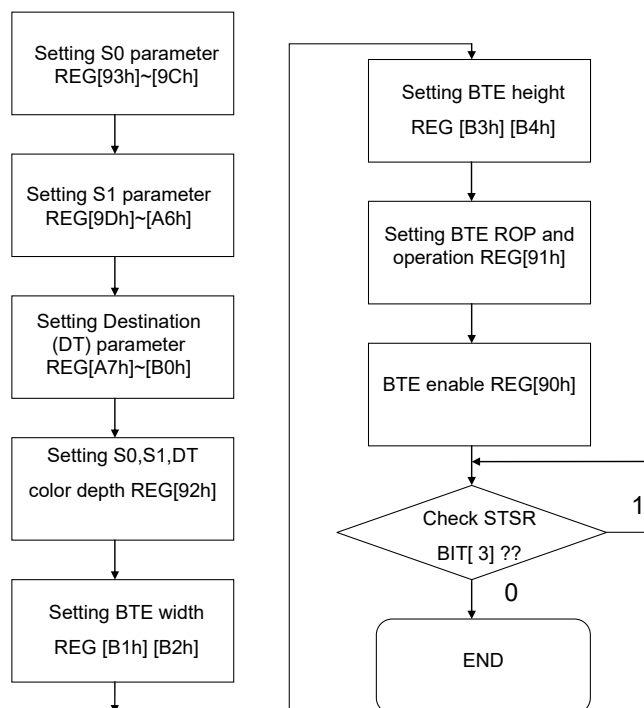 Setting S0 parameter
REG[93h]~[9Ch]
Setting S1 parameter
REG[9Dh]~[A6h]
Setting Destination
(DT) parameter
REG[A7h]~[B0h]
Setting S0,S1,DT
color depth REG[92h]
Setting BTE width
REG [B1h] [B2h]
Setting BTE height
REG [B3h] [B4h]
Setting BTE ROP and
operation REG[91h]
BTE enable REG[90h]
Check STSR
BIT[ 3] ??
1
0
END